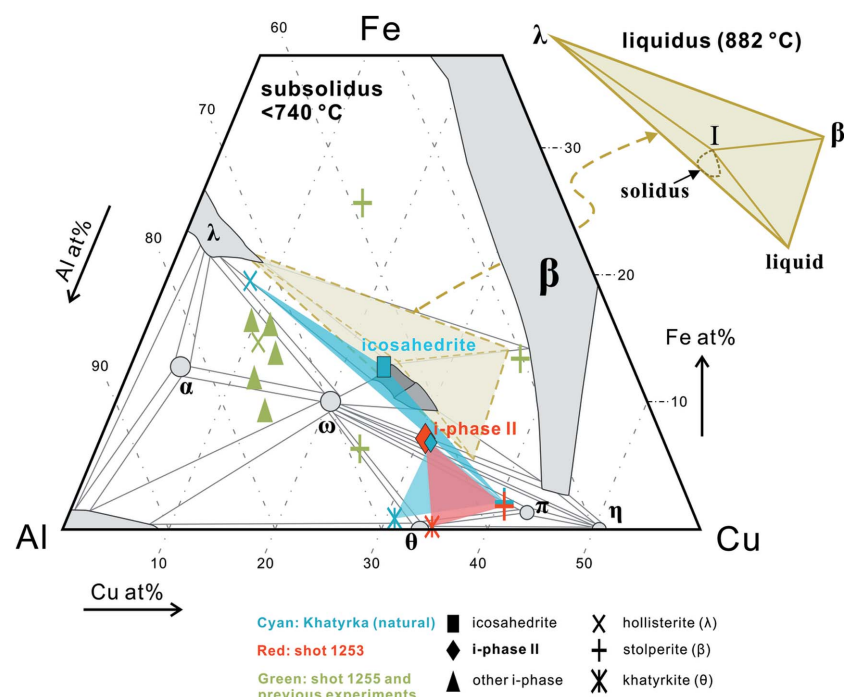 Fe
60
subsolidus
<740 °C
70
80
90
Al at%
λ
α
ω
icosahedrite
i-phase II
β
30
20
10
Fe at%
θ
π
η
Al
Cu
10
20
30
40
50
Cu at%
liquidus (882 °C)
λ
I
β
solidus
liquid
Cyan: Khatyrka (natural)
Red: shot 1253
Green: shot 1255 and
previous experiments
icosahedrite
i-phase II
other i-phase
hollisterite (λ)
stolperite (β)
khatyrkite (θ)